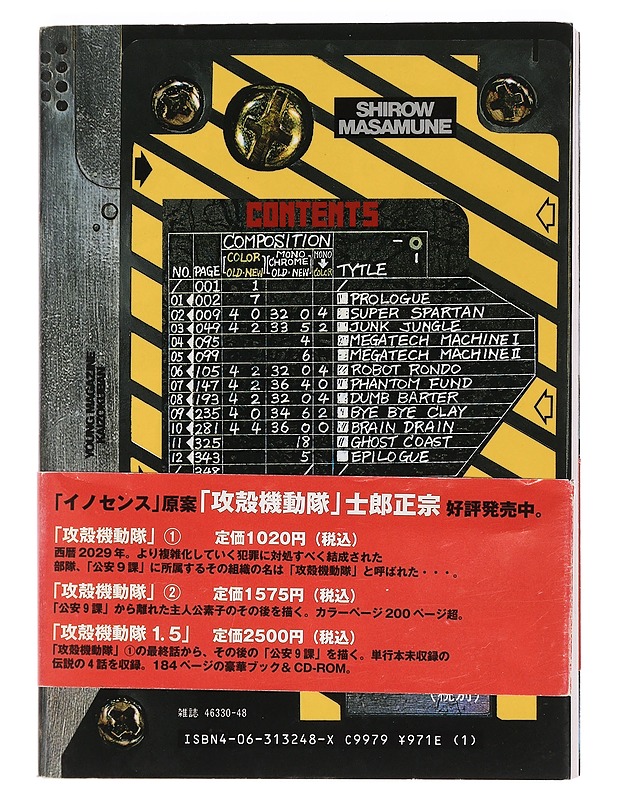 SHIROW
MASAMUNE
CONTENTS
COMPOSITION
COLOR MONO CHROME MONO
OLD・NEW OLD・NEW COLOR
NO. PAGE TYTLE
/ 001 1 /
01 002 7 PROLOGUE
02 009 4 0 32 0 4 SUPER SPARTAN
03 049 4 2 33 5 2 JUNK JUNGLE
04 095 4 MEGATECH MACHINE I
05 099 6 MEGATECH MACHINE II
06 105 4 2 32 0 4 ROBOT RONDO
07 147 4 2 36 4 0 PHANTOM FUND
08 193 4 2 32 0 4 DUMB BARTER
09 235 4 0 34 6 2 BYE BYE CLAY
10 281 4 4 36 0 0 BRAIN DRAIN
11 325 18 GHOST COAST
12 343 5 EPILOGUE
/ 348 / /
YOUNG MAGAZINE
KAIZOKUBAN
「イノセンス」原案「攻殻機動隊」士郎正宗 好評発売中。
「攻殻機動隊」① 定価1020円（税込）
西暦2029年。より複雑化していく犯罪に対処すべく結成された
部隊、「公安9課」に所属するその組織の名は「攻殻機動隊」と呼ばれた・・・。
「攻殻機動隊」② 定価1575円（税込）
「公安9課」から離れた主人公素子のその後を描く。カラーページ200ページ超。
「攻殻機動隊1.5」 定価2500円（税込）
「攻殻機動隊」①の最終話から、その後の「公安9課」を描く。単行本未収録の
伝説の4話を収録。184ページの豪華ブック＆CD-ROM。
（税別）
雑誌 46330-48
ISBN4-06-313248-X C9979 ¥971E (1)